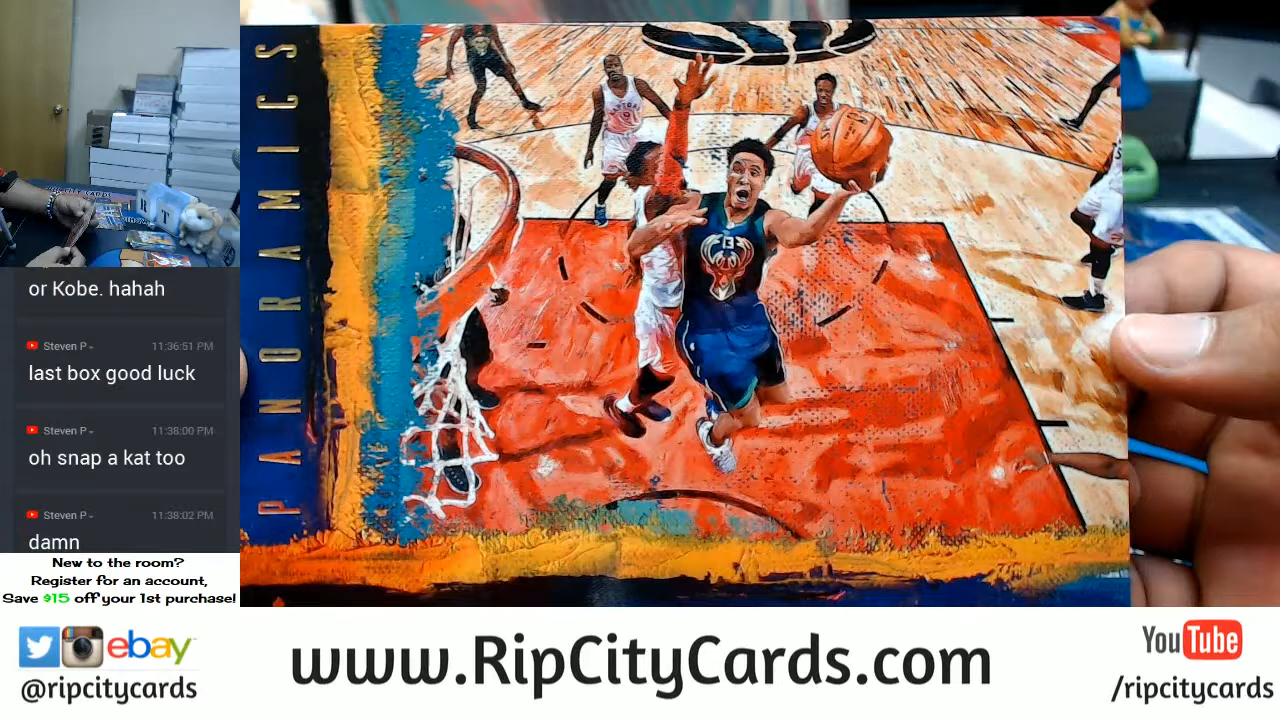 PANORAMICS
13
or Kobe. hahah
Steven P
11:36:51 PM
last box good luck
Steven P
11:38:00 PM
oh snap a kat too
Steven P
11:38:02 PM
damn
New to the room?
Register for an account,
Save $15 off your 1st purchase!
ebay
@ripcitycards
www.RipCityCards.com
YouTube
/ripcitycards